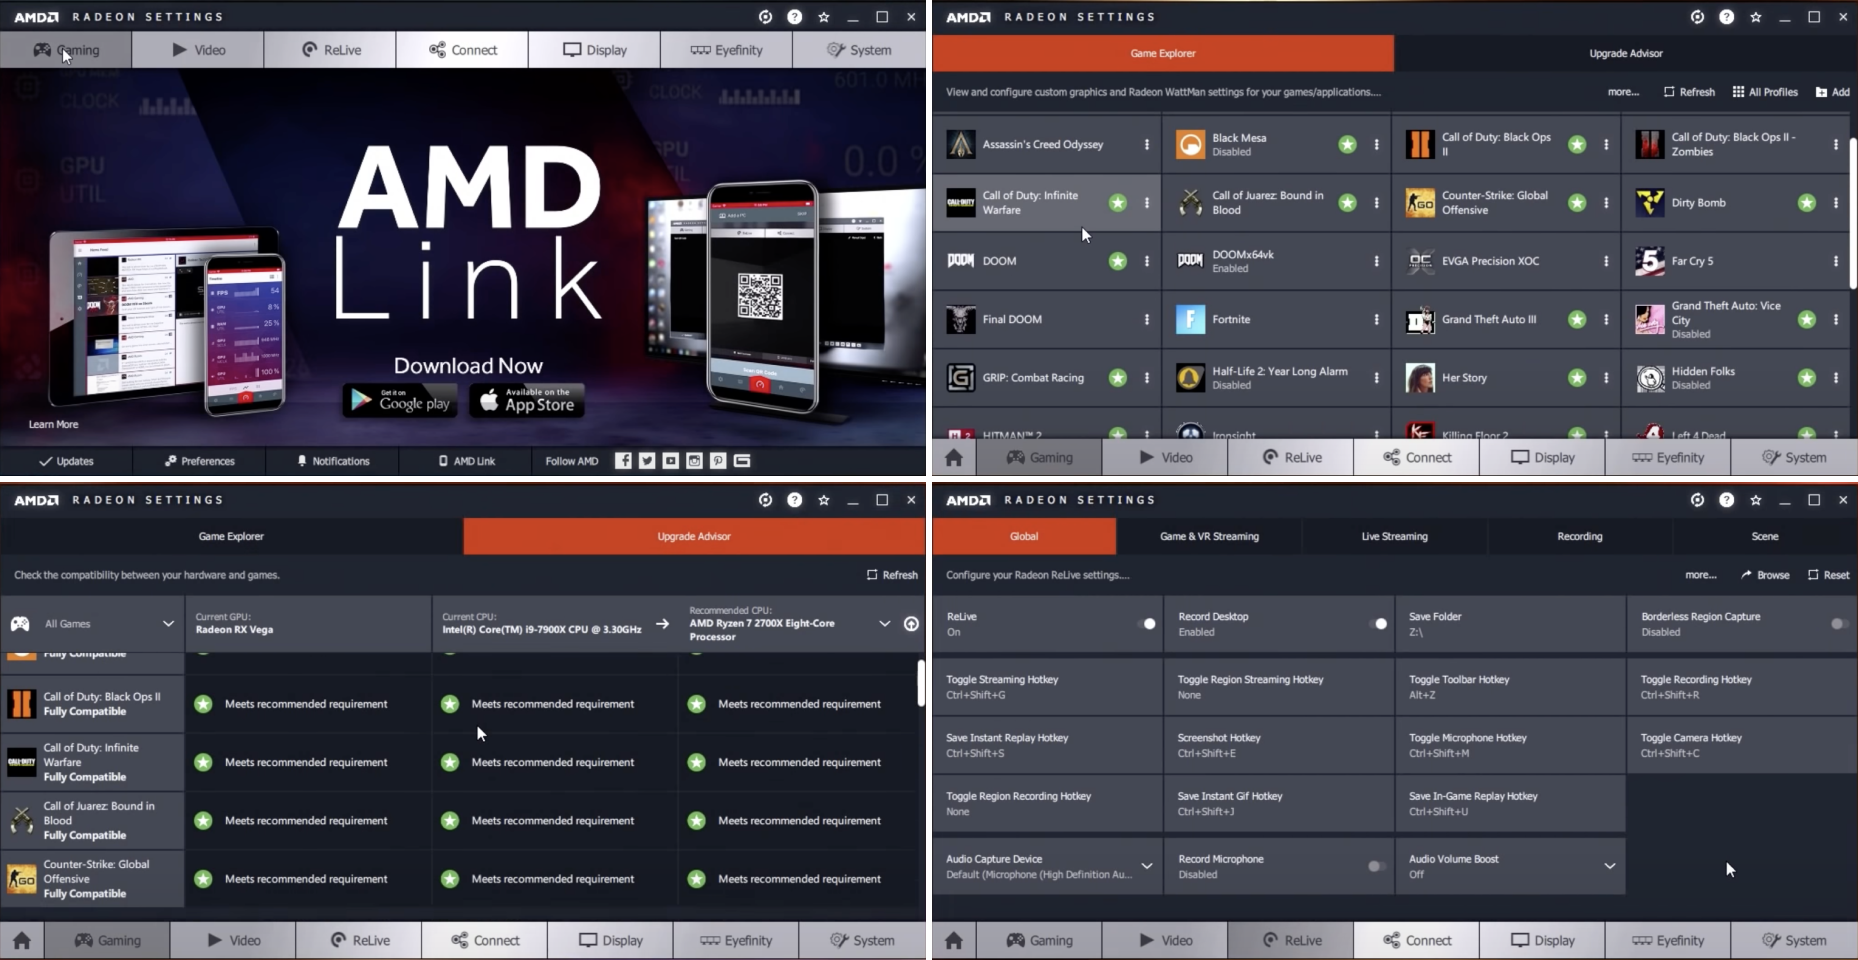 AMD RADEON SETTINGS
Gaming Video ReLive Connect Display Eyefinity System
CLOCK
CLOCK
601.0 MH
GPU
UTIL
GPU
0.0 %
AMD
Link
Download Now
Get it on
Google play
Available on the
App Store
Learn More
Updates Preferences Notifications AMD Link Follow AMD
AMD RADEON SETTINGS
Game Explorer Upgrade Advisor
View and configure custom graphics and Radeon WattMan settings for your games/applications....
more... Refresh All Profiles Add
Assassin's Creed Odyssey
Black Mesa
Disabled
Call of Duty: Black Ops
II
Call of Duty: Black Ops II -
Zombies
Call of Duty: Infinite
Warfare
Call of Juarez: Bound in
Blood
Counter-Strike: Global
Offensive
Dirty Bomb
DOOM
DOOMx64vk
Enabled
EVGA Precision XOC
Far Cry 5
Final DOOM
Fortnite
Grand Theft Auto III
Grand Theft Auto: Vice
City
Disabled
GRIP: Combat Racing
Half-Life 2: Year Long Alarm
Disabled
Her Story
Hidden Folks
Disabled
HITMAN™ 2
Ironsight
Killing Floor 2
Left 4 Dead
Gaming Video ReLive Connect Display Eyefinity System
AMD RADEON SETTINGS
Game Explorer Upgrade Advisor
Check the compatibility between your hardware and games.
Refresh
All Games
Current GPU:
Radeon RX Vega
Current CPU:
Intel(R) Core(TM) i9-7900X CPU @ 3.30GHz
Recommended CPU:
AMD Ryzen 7 2700X Eight-Core
Processor
Fully Compatible
Call of Duty: Black Ops II
Fully Compatible
Meets recommended requirement Meets recommended requirement Meets recommended requirement
Call of Duty: Infinite
Warfare
Fully Compatible
Meets recommended requirement Meets recommended requirement Meets recommended requirement
Call of Juarez: Bound in
Blood
Fully Compatible
Meets recommended requirement Meets recommended requirement Meets recommended requirement
Counter-Strike: Global
Offensive
Fully Compatible
Meets recommended requirement Meets recommended requirement Meets recommended requirement
Gaming Video ReLive Connect Display Eyefinity System
AMD RADEON SETTINGS
Global Game & VR Streaming Live Streaming Recording Scene
Configure your Radeon ReLive settings....
more... Browse Reset
ReLive
On
Record Desktop
Enabled
Save Folder
Z:\
Borderless Region Capture
Disabled
Toggle Streaming Hotkey
Ctrl+Shift+G
Toggle Region Streaming Hotkey
None
Toggle Toolbar Hotkey
Alt+Z
Toggle Recording Hotkey
Ctrl+Shift+R
Save Instant Replay Hotkey
Ctrl+Shift+S
Screenshot Hotkey
Ctrl+Shift+E
Toggle Microphone Hotkey
Ctrl+Shift+M
Toggle Camera Hotkey
Ctrl+Shift+C
Toggle Region Recording Hotkey
None
Save Instant Gif Hotkey
Ctrl+Shift+J
Save In-Game Replay Hotkey
Ctrl+Shift+U
Audio Capture Device
Default (Microphone (High Definition Au...
Record Microphone
Disabled
Audio Volume Boost
Off
Gaming Video ReLive Connect Display Eyefinity System